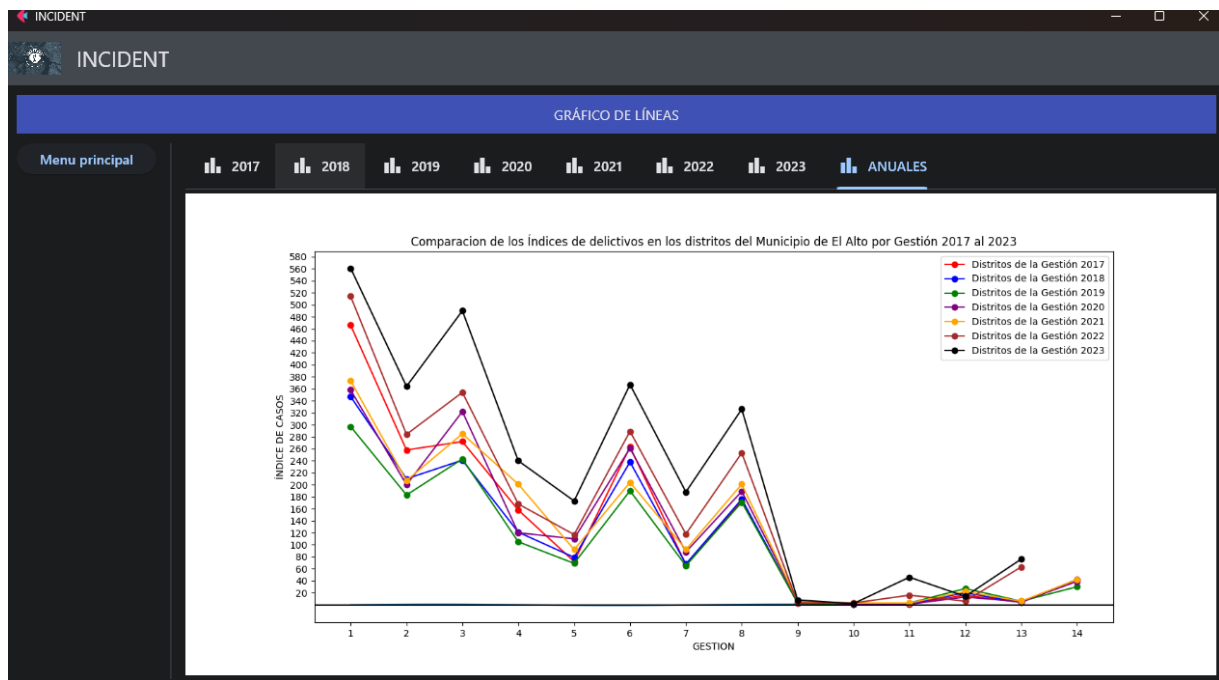 INCIDENT
INCIDENT
GRÁFICO DE LÍNEAS
Menu principal
2017
2018
2019
2020
2021
2022
2023
ANUALES
Comparacion de los Índices de delictivos en los distritos del Municipio de El Alto por Gestión 2017 al 2023
Distritos de la Gestión 2017
Distritos de la Gestión 2018
Distritos de la Gestión 2019
Distritos de la Gestión 2020
Distritos de la Gestión 2021
Distritos de la Gestión 2022
Distritos de la Gestión 2023
ÍNDICE DE CASOS
580
560
540
520
500
480
460
440
420
400
380
360
340
320
300
280
260
240
220
200
180
160
140
120
100
80
60
40
20
1 2 3 4 5 6 7 8 9 10 11 12 13 14
GESTION